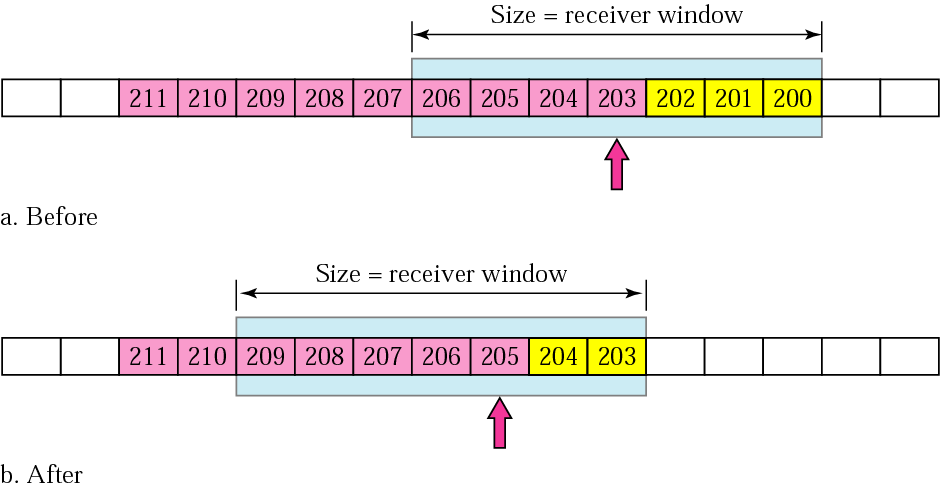 Size = receiver window
211 210 209 208 207 206 205 204 203 202 201 200
a. Before
Size = receiver window
211 210 209 208 207 206 205 204 203
b. After